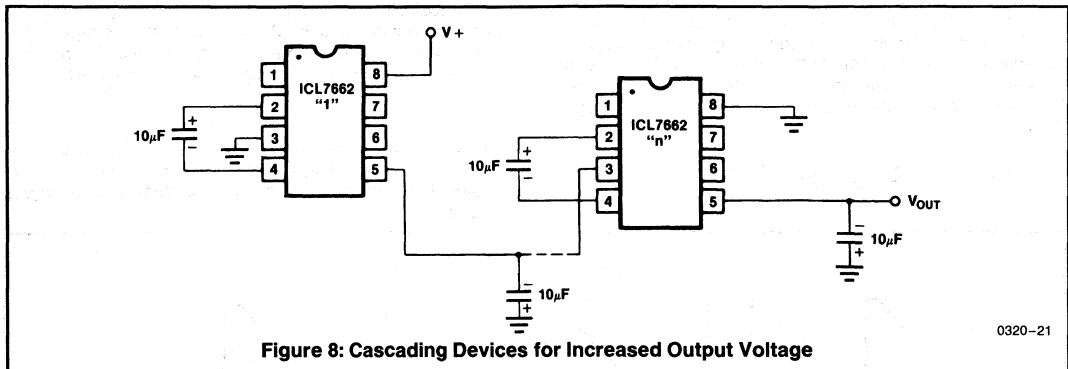 V+
ICL7662
"1"
1
2
3
4
8
7
6
5
10µF
+
−
ICL7662
"n"
1
2
3
4
8
7
6
5
10µF
+
−
−
10µF
+
VOUT
−
10µF
+
0320–21
Figure 8: Cascading Devices for Increased Output Voltage